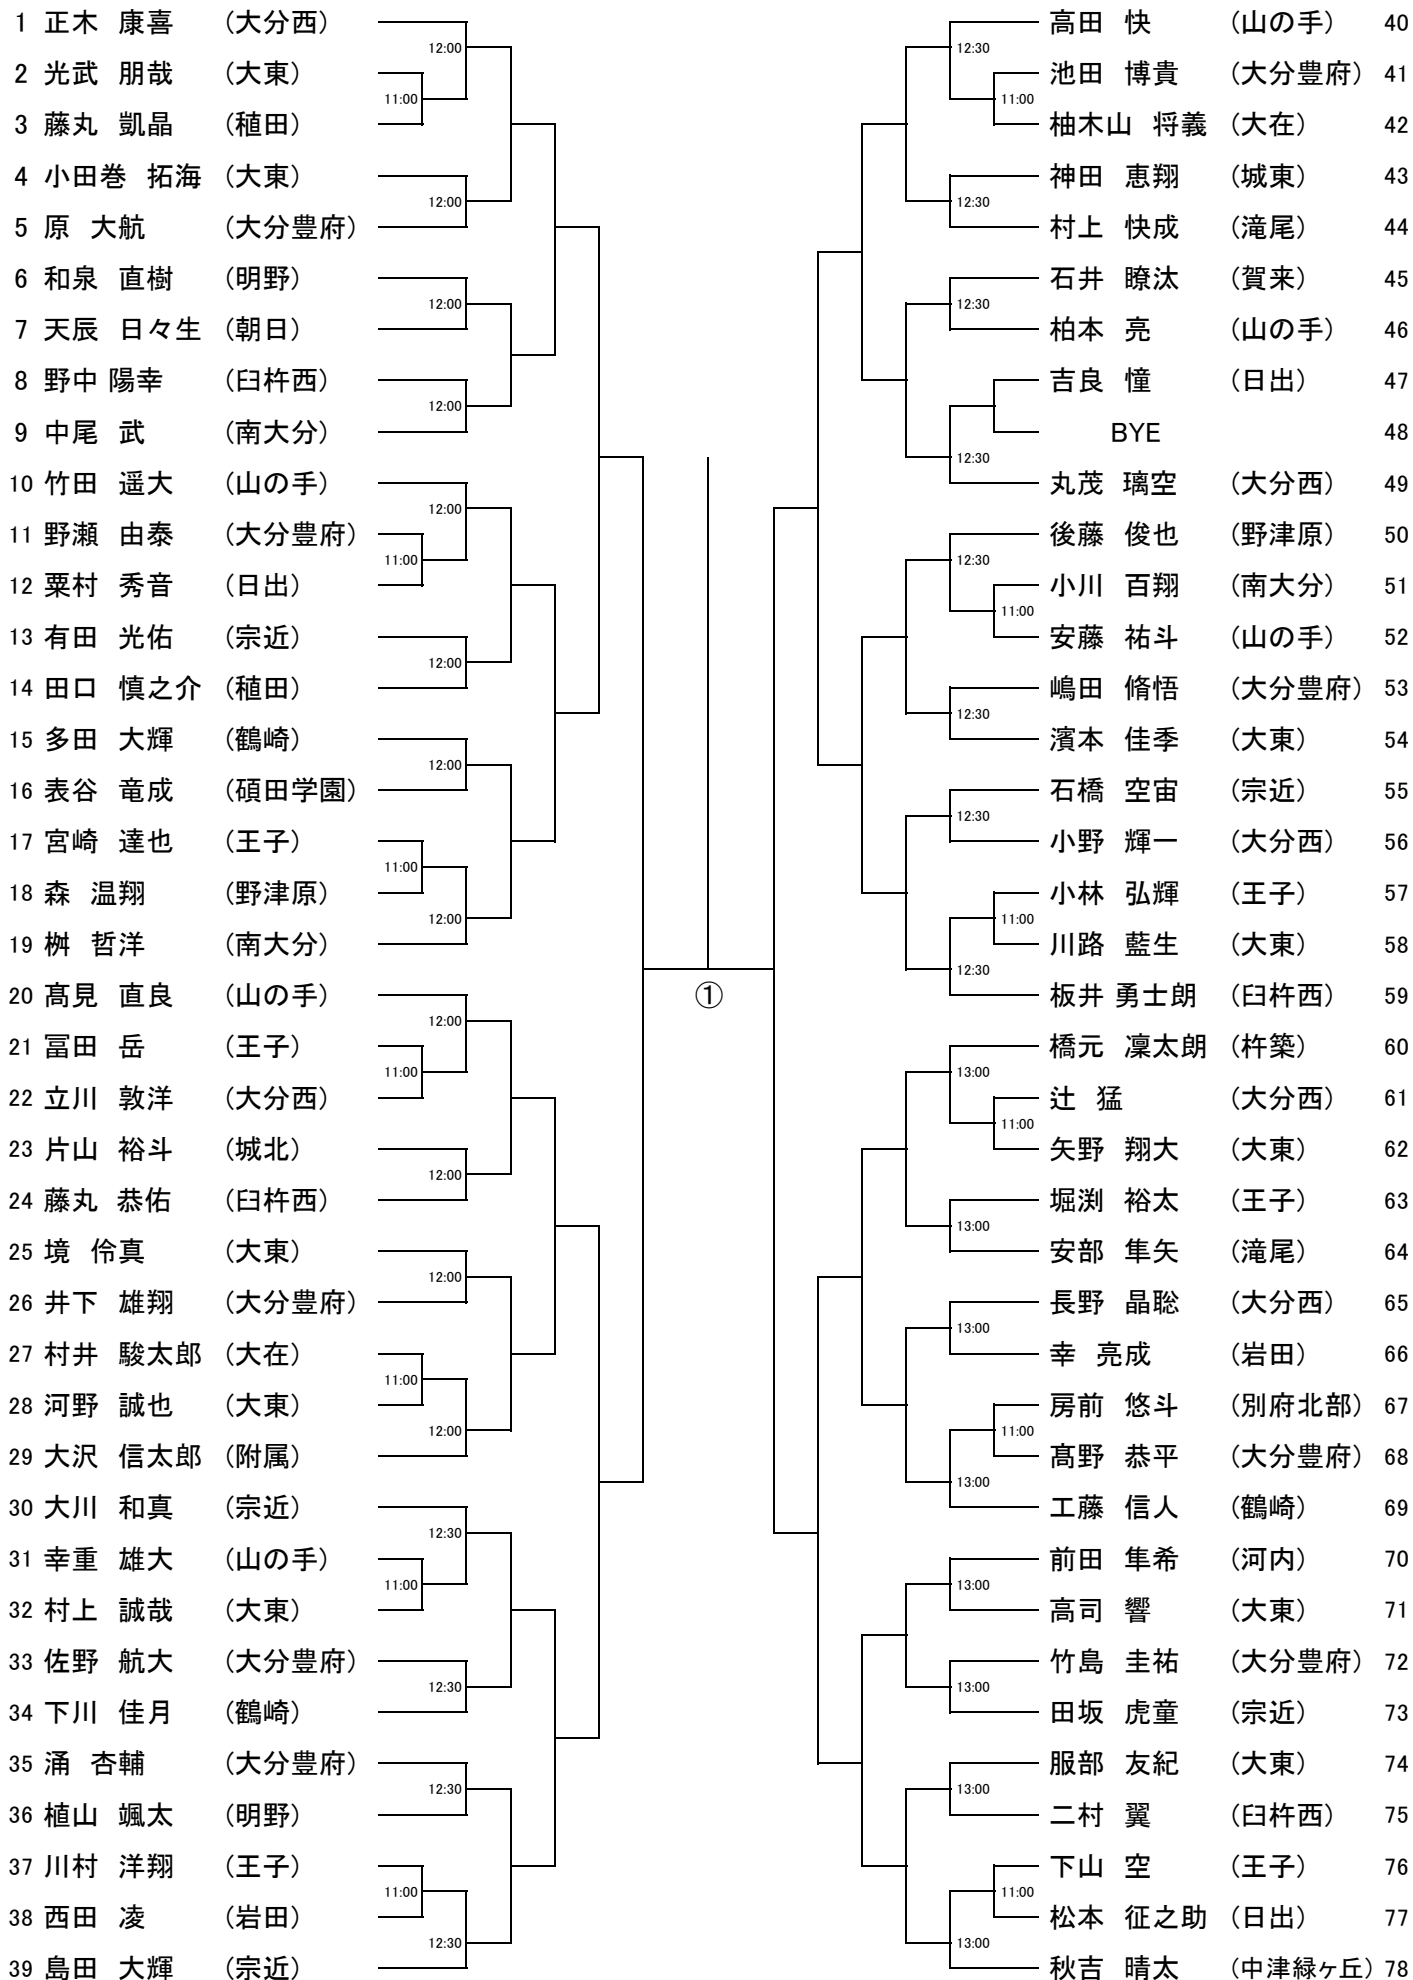 1 正木 康喜 (大分西)
12:00
2 光武 朋哉 (大東)
11:00
3 藤丸 凱晶 (稙田)
4 小田巻 拓海 (大東)
12:00
5 原 大航 (大分豊府)
6 和泉 直樹 (明野)
12:00
7 天辰 日々生 (朝日)
8 野中 陽幸 (臼杵西)
12:00
9 中尾 武 (南大分)
10 竹田 遥大 (山の手)
12:00
11 野瀬 由泰 (大分豊府)
11:00
12 粟村 秀音 (日出)
13 有田 光佑 (宗近)
12:00
14 田口 慎之介 (稙田)
15 多田 大輝 (鶴崎)
12:00
16 表谷 竜成 (碩田学園)
17 宮崎 達也 (王子)
11:00
18 森 温翔 (野津原)
12:00
19 桝 哲洋 (南大分)
20 髙見 直良 (山の手)
12:00
21 冨田 岳 (王子)
11:00
22 立川 敦洋 (大分西)
23 片山 裕斗 (城北)
12:00
24 藤丸 恭佑 (臼杵西)
25 境 伶真 (大東)
12:00
26 井下 雄翔 (大分豊府)
27 村井 駿太郎 (大在)
11:00
28 河野 誠也 (大東)
12:00
29 大沢 信太郎 (附属)
30 大川 和真 (宗近)
12:30
31 幸重 雄大 (山の手)
11:00
32 村上 誠哉 (大東)
33 佐野 航大 (大分豊府)
12:30
34 下川 佳月 (鶴崎)
35 涌 杏輔 (大分豊府)
12:30
36 植山 颯太 (明野)
37 川村 洋翔 (王子)
11:00
38 西田 凌 (岩田)
12:30
39 島田 大輝 (宗近)
①
高田 快 (山の手) 40
12:30
池田 博貴 (大分豊府) 41
11:00
柚木山 将義 (大在) 42
神田 恵翔 (城東) 43
12:30
村上 快成 (滝尾) 44
石井 瞭汰 (賀来) 45
12:30
柏本 亮 (山の手) 46
吉良 憧 (日出) 47
BYE 48
12:30
丸茂 璃空 (大分西) 49
後藤 俊也 (野津原) 50
12:30
小川 百翔 (南大分) 51
11:00
安藤 祐斗 (山の手) 52
嶋田 脩悟 (大分豊府) 53
12:30
濱本 佳季 (大東) 54
石橋 空宙 (宗近) 55
12:30
小野 輝一 (大分西) 56
小林 弘輝 (王子) 57
11:00
川路 藍生 (大東) 58
12:30
板井 勇士朗 (臼杵西) 59
橋元 凜太朗 (杵築) 60
13:00
辻 猛 (大分西) 61
11:00
矢野 翔大 (大東) 62
堀渕 裕太 (王子) 63
13:00
安部 隼矢 (滝尾) 64
長野 晶聡 (大分西) 65
13:00
幸 亮成 (岩田) 66
房前 悠斗 (別府北部) 67
11:00
髙野 恭平 (大分豊府) 68
13:00
工藤 信人 (鶴崎) 69
前田 隼希 (河内) 70
13:00
高司 響 (大東) 71
竹島 圭祐 (大分豊府) 72
13:00
田坂 虎童 (宗近) 73
服部 友紀 (大東) 74
13:00
二村 翼 (臼杵西) 75
下山 空 (王子) 76
11:00
松本 征之助 (日出) 77
13:00
秋吉 晴太 (中津緑ヶ丘) 78